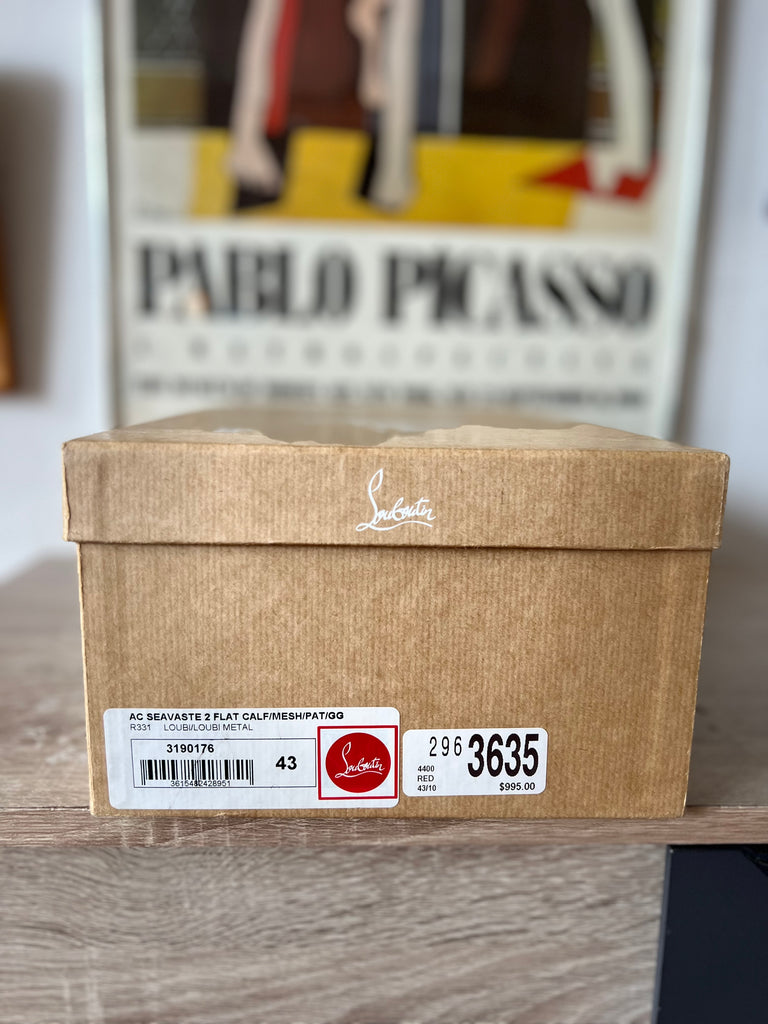 PABLO PICASSO
Louboutin
AC SEAVASTE 2 FLAT CALF/MESH/PAT/GG
R331 LOUBI/LOUBI METAL
3190176
43
3615482428951
Louboutin
296 3635
4400
RED
43/10
$995.00